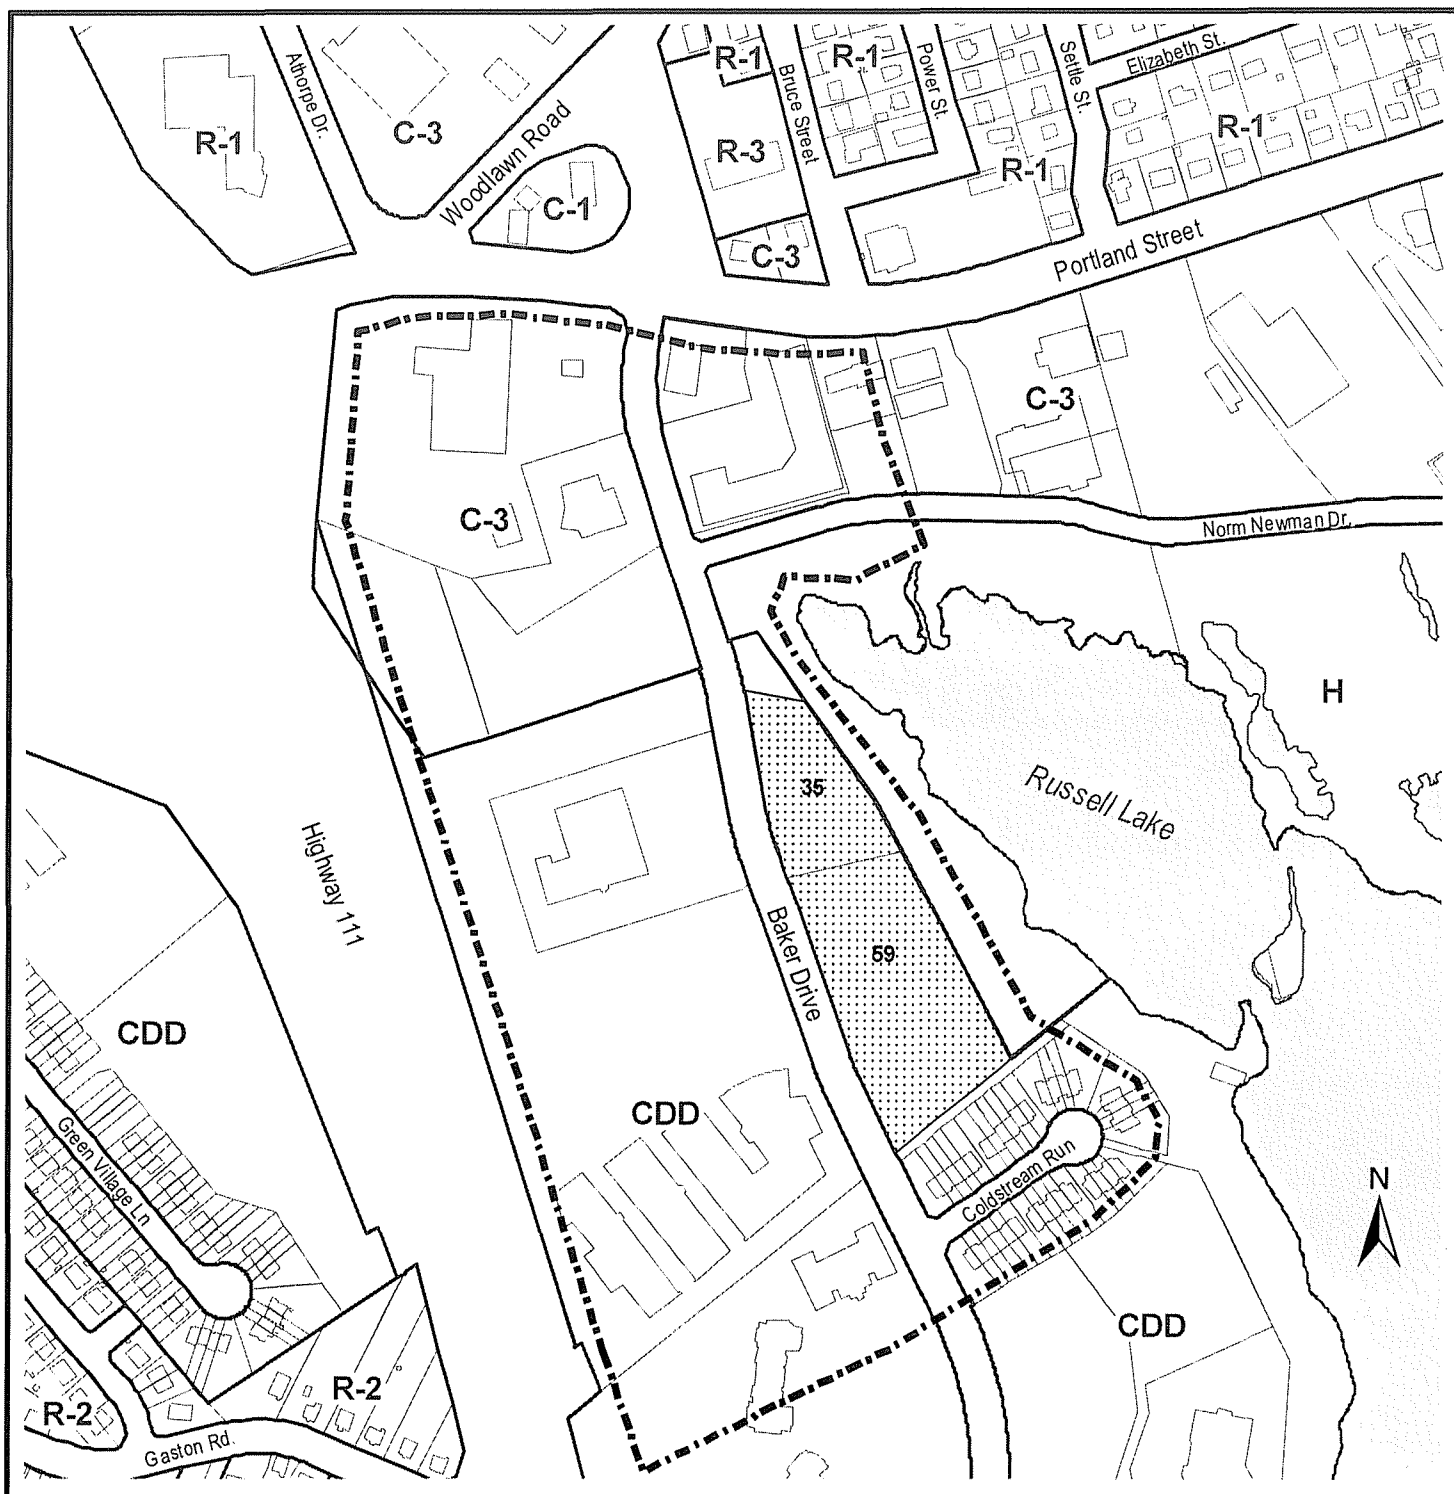 R-1
Bruce Street
R-1
Power St.
Settle St.
Elizabeth St.
Athorpe Dr.
R-1
C-3
Woodlawn Road
R-3
R-1
R-1
C-1
C-3
Portland Street
C-3
C-3
Norm Newman Dr.
H
35
Russell Lake
Highway 111
Baker Drive
59
CDD
CDD
Green Village Ln
Coldstream Run
N
CDD
R-2
R-2
Gaston Rd.